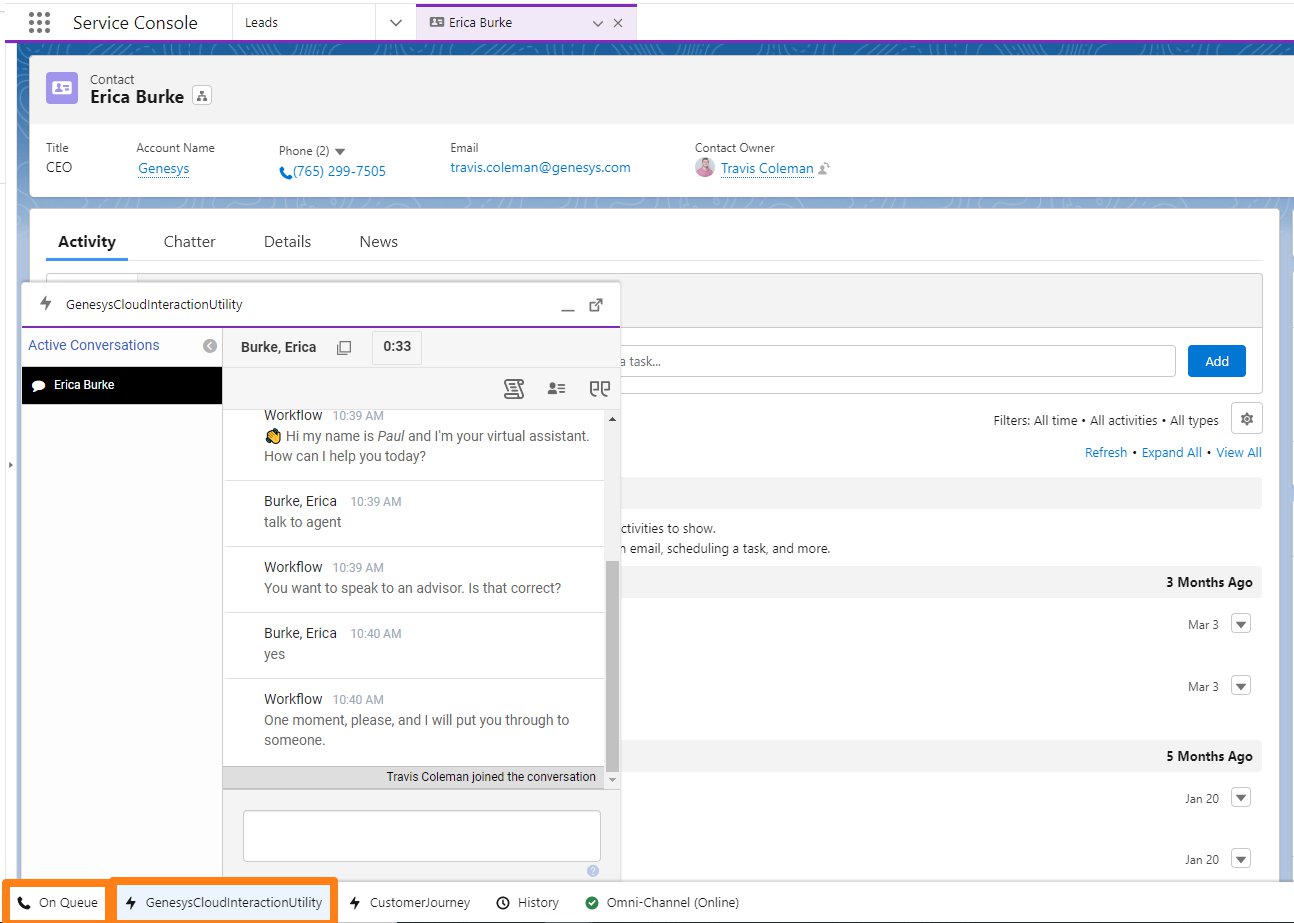 Service Console
Leads
Erica Burke
Contact
Erica Burke
Title
CEO
Account Name
Genesys
Phone (2)
(765) 299-7505
Email
travis.coleman@genesys.com
Contact Owner
Travis Coleman
Activity
Chatter
Details
News
GenesysCloudInteractionUtility
Active Conversations
Erica Burke
Burke, Erica
0:33
Workflow 10:39 AM
Hi my name is Paul and I'm your virtual assistant.
How can I help you today?
Burke, Erica 10:39 AM
talk to agent
Workflow 10:39 AM
You want to speak to an advisor. Is that correct?
Burke, Erica 10:40 AM
yes
Workflow 10:40 AM
One moment, please, and I will put you through to
someone.
Travis Coleman joined the conversation
?
a task...
Add
Filters: All time • All activities • All types
Refresh • Expand All • View All
ctivities to show.
email, scheduling a task, and more.
3 Months Ago
Mar 3
Mar 3
5 Months Ago
Jan 20
Jan 20
On Queue
GenesysCloudInteractionUtility
CustomerJourney
History
Omni-Channel (Online)